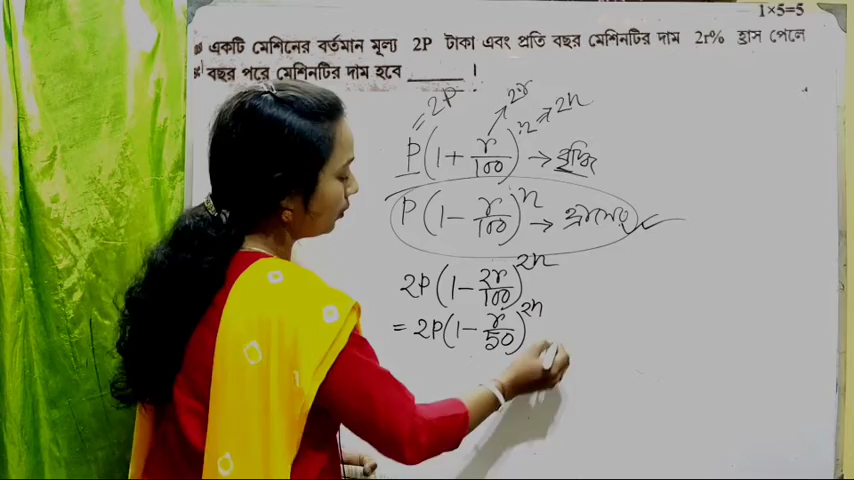 1×5=5
একটি মেশিনের বর্তমান মূল্য 2P টাকা এবং প্রতি বছর মেশিনটির দাম 2r% হ্রাস পেলে
বছর পরে মেশিনটির দাম হবে ______ ।
= 2P 2r n → 2n
P(1 + r/100)^n → বৃদ্ধি
P(1 - r/100)^n → হ্রাসের ✓
2P(1 - 2r/100)^2n
= 2P(1 - r/50)^2n